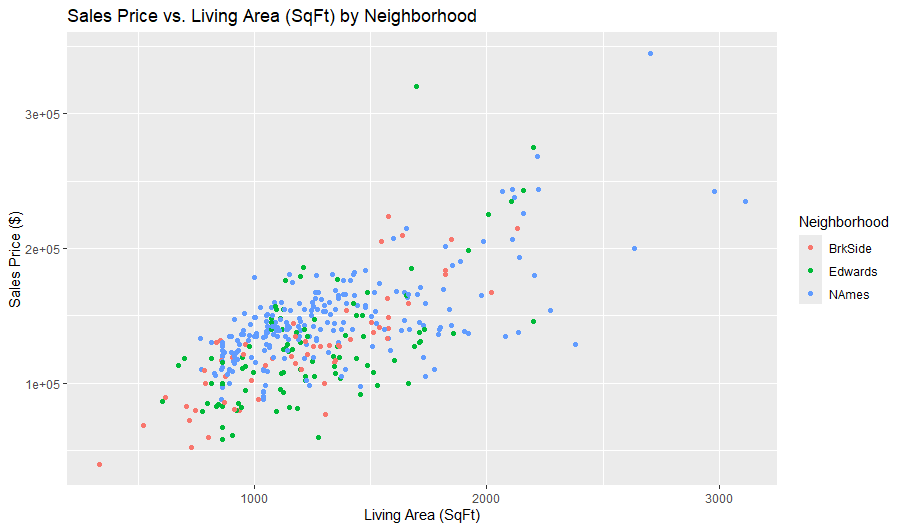 Sales Price vs. Living Area (SqFt) by Neighborhood
3e+05
2e+05
1e+05
Sales Price ($)
1000
2000
3000
Living Area (SqFt)
Neighborhood
BrkSide
Edwards
NAmes